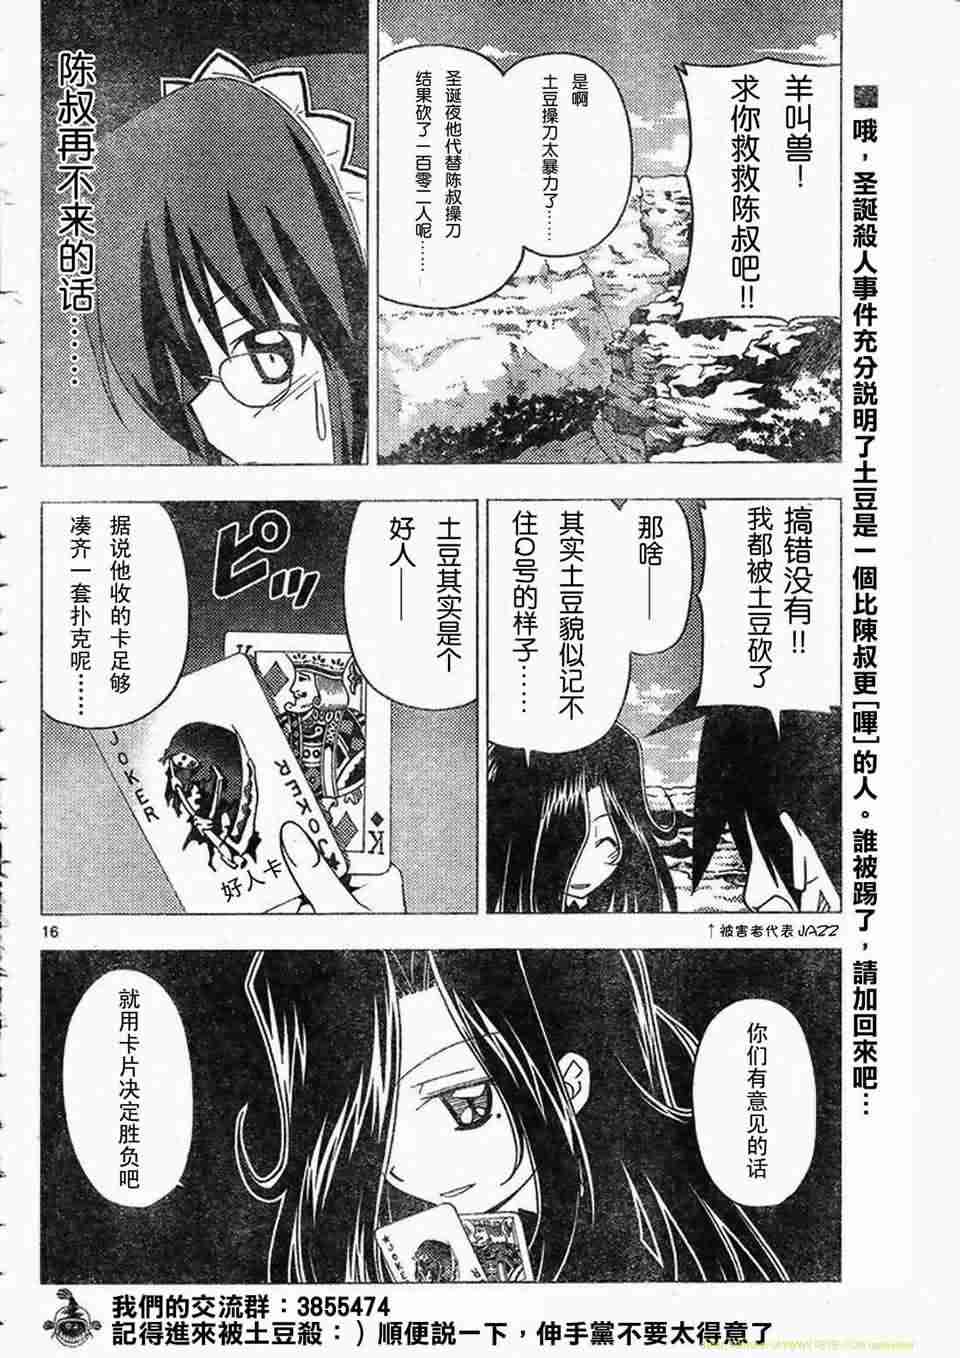 羊叫兽！
求你救救陈叔吧!!
是啊
土豆操刀太暴力了……
圣诞夜他代替陈叔操刀
结果砍了一百零二人呢…
陈叔再不来的话………
搞错没有!!
我都被土豆砍了
那啥—
其实土豆貌似记不
住Q号的样子……
土豆其实是个
好人—
据说他收的卡足够
凑齐一套扑克呢……
ピッ
K
JOKER
JOKER
K
好人卡
16
↑被害者代表JAZZ
你们有意见的话
就用卡片决定胜负吧
JOKER
■哦，圣誕殺人事件充分説明了土豆是一個比陳叔更[嗶]的人。誰被踢了，請加回來吧…
我們的交流群：3855474
記得進來被土豆殺：）順便説一下，伸手黨不要太得意了